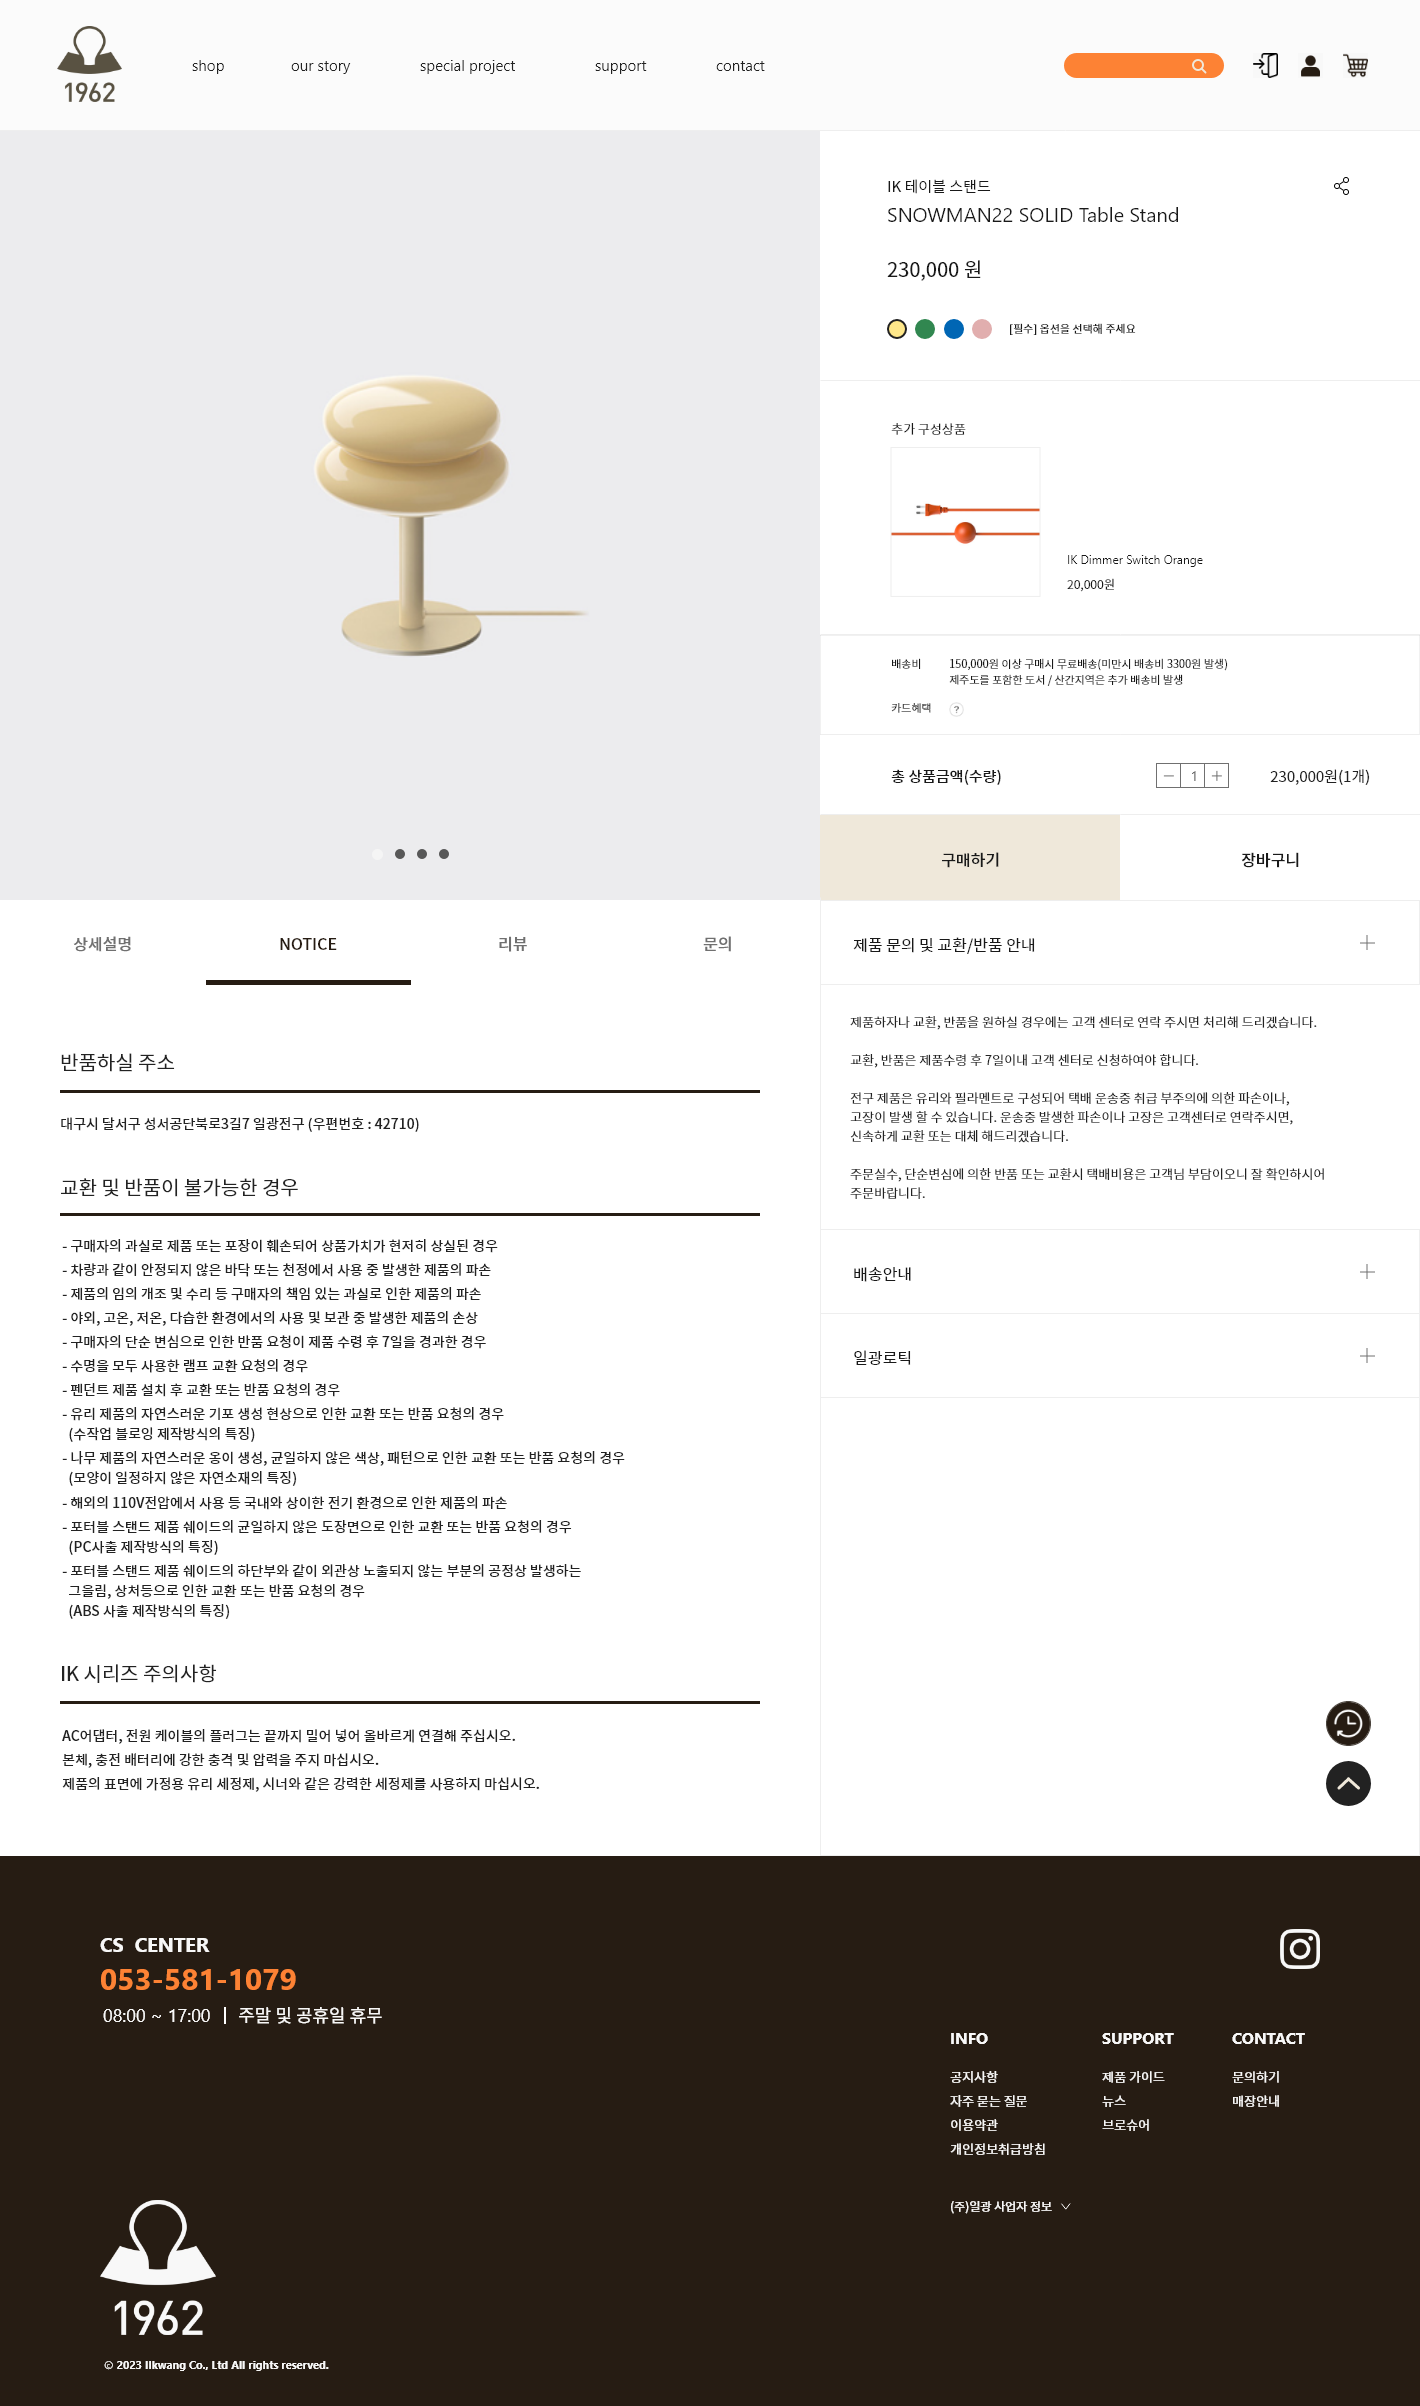 1962
shop
our story
special project
support
contact
IK 테이블 스탠드
SNOWMAN22 SOLID Table Stand
230,000 원
[필수] 옵션을 선택해 주세요
추가 구성상품
IK Dimmer Switch Orange
20,000원
배송비 150,000원 이상 구매시 무료배송(미만시 배송비 3300원 발생)
제주도를 포함한 도서 / 산간지역은 추가 배송비 발생
카드혜택 ?
총 상품금액(수량) 1 230,000원(1개)
구매하기 장바구니
상세설명 NOTICE 리뷰 문의
반품하실 주소
대구시 달서구 성서공단북로3길7 일광전구 (우편번호 : 42710)
교환 및 반품이 불가능한 경우
- 구매자의 과실로 제품 또는 포장이 훼손되어 상품가치가 현저히 상실된 경우
- 차량과 같이 안정되지 않은 바닥 또는 천정에서 사용 중 발생한 제품의 파손
- 제품의 임의 개조 및 수리 등 구매자의 책임 있는 과실로 인한 제품의 파손
- 야외, 고온, 저온, 다습한 환경에서의 사용 및 보관 중 발생한 제품의 손상
- 구매자의 단순 변심으로 인한 반품 요청이 제품 수령 후 7일을 경과한 경우
- 수명을 모두 사용한 램프 교환 요청의 경우
- 펜던트 제품 설치 후 교환 또는 반품 요청의 경우
- 유리 제품의 자연스러운 기포 생성 현상으로 인한 교환 또는 반품 요청의 경우
(수작업 블로잉 제작방식의 특징)
- 나무 제품의 자연스러운 옹이 생성, 균일하지 않은 색상, 패턴으로 인한 교환 또는 반품 요청의 경우
(모양이 일정하지 않은 자연소재의 특징)
- 해외의 110V전압에서 사용 등 국내와 상이한 전기 환경으로 인한 제품의 파손
- 포터블 스탠드 제품 쉐이드의 균일하지 않은 도장면으로 인한 교환 또는 반품 요청의 경우
(PC사출 제작방식의 특징)
- 포터블 스탠드 제품 쉐이드의 하단부와 같이 외관상 노출되지 않는 부분의 공정상 발생하는
그을림, 상처등으로 인한 교환 또는 반품 요청의 경우
(ABS 사출 제작방식의 특징)
IK 시리즈 주의사항
AC어댑터, 전원 케이블의 플러그는 끝까지 밀어 넣어 올바르게 연결해 주십시오.
본체, 충전 배터리에 강한 충격 및 압력을 주지 마십시오.
제품의 표면에 가정용 유리 세정제, 시너와 같은 강력한 세정제를 사용하지 마십시오.
제품 문의 및 교환/반품 안내
제품하자나 교환, 반품을 원하실 경우에는 고객 센터로 연락 주시면 처리해 드리겠습니다.
교환, 반품은 제품수령 후 7일이내 고객 센터로 신청하여야 합니다.
전구 제품은 유리와 필라멘트로 구성되어 택배 운송중 취급 부주의에 의한 파손이나,
고장이 발생 할 수 있습니다. 운송중 발생한 파손이나 고장은 고객센터로 연락주시면,
신속하게 교환 또는 대체 해드리겠습니다.
주문실수, 단순변심에 의한 반품 또는 교환시 택배비용은 고객님 부담이오니 잘 확인하시어
주문바랍니다.
배송안내
일광로틱
CS CENTER
053-581-1079
08:00 ~ 17:00 | 주말 및 공휴일 휴무
INFO
공지사항
자주 묻는 질문
이용약관
개인정보취급방침
SUPPORT
제품 가이드
뉴스
브로슈어
CONTACT
문의하기
매장안내
(주)일광 사업자 정보
1962
© 2023 Ilkwang Co., Ltd All rights reserved.